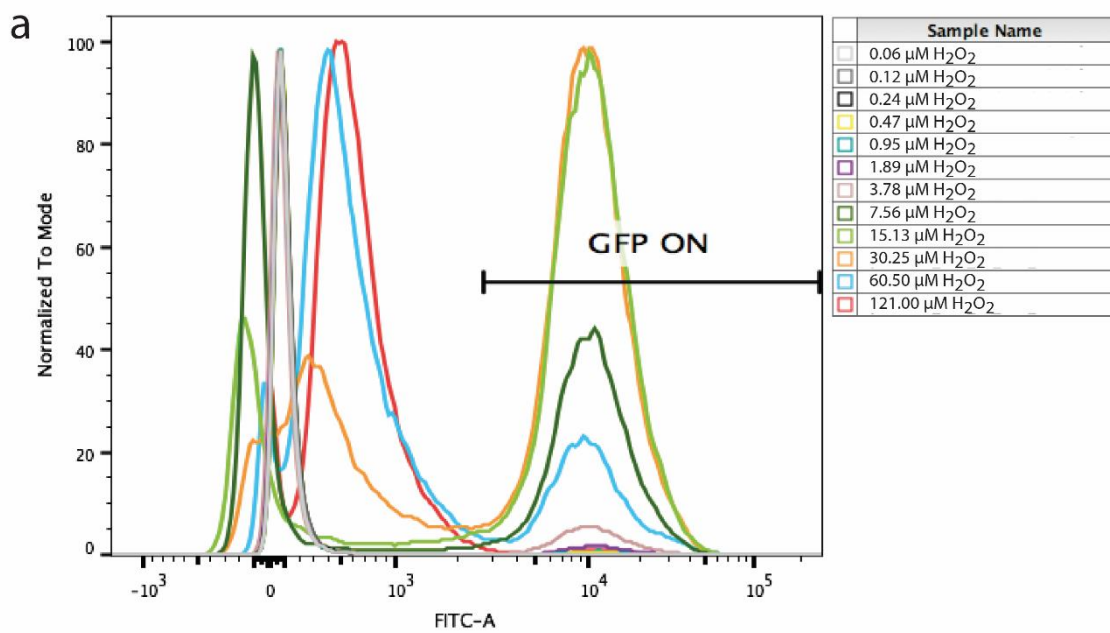 a
100
80
60
40
20
0
Normalized To Mode
GFP ON
-10³ 0 10³ 10⁴ 10⁵
FITC-A
Sample Name
0.06 µM H₂O₂
0.12 µM H₂O₂
0.24 µM H₂O₂
0.47 µM H₂O₂
0.95 µM H₂O₂
1.89 µM H₂O₂
3.78 µM H₂O₂
7.56 µM H₂O₂
15.13 µM H₂O₂
30.25 µM H₂O₂
60.50 µM H₂O₂
121.00 µM H₂O₂